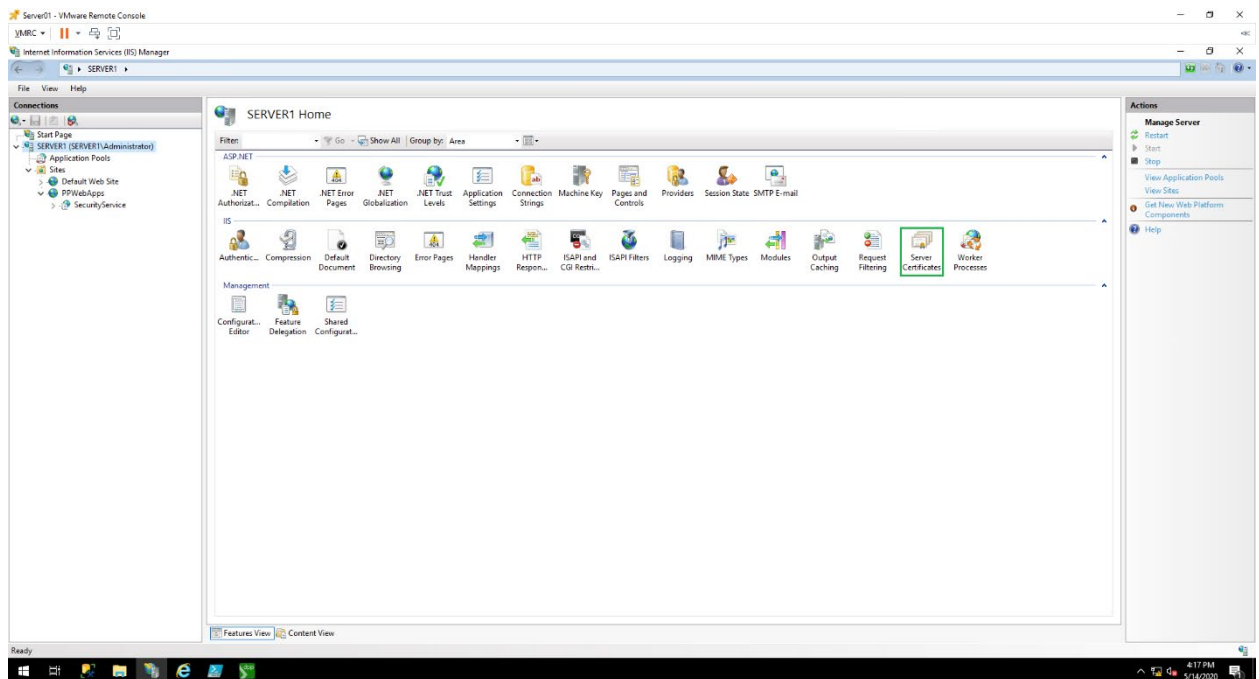 Server01 - VMware Remote Console
VMRC
Internet Information Services (IIS) Manager
SERVER1
File View Help
Connections
Start Page
SERVER1 (SERVER1\Administrator)
Application Pools
Sites
Default Web Site
PPWebApps
SecurityService
SERVER1 Home
Filter: Go Show All Group by: Area
ASP.NET
.NET Authorizat...
.NET Compilation
.NET Error Pages
.NET Globalization
.NET Trust Levels
Application Settings
Connection Strings
Machine Key
Pages and Controls
Providers
Session State
SMTP E-mail
IIS
Authentic...
Compression
Default Document
Directory Browsing
Error Pages
Handler Mappings
HTTP Respon...
ISAPI and CGI Restri...
ISAPI Filters
Logging
MIME Types
Modules
Output Caching
Request Filtering
Server Certificates
Worker Processes
Management
Configurat... Editor
Feature Delegation
Shared Configurat...
Features View Content View
Actions
Manage Server
Restart
Start
Stop
View Application Pools
View Sites
Get New Web Platform
Components
Help
Ready
4:17 PM
5/14/2020